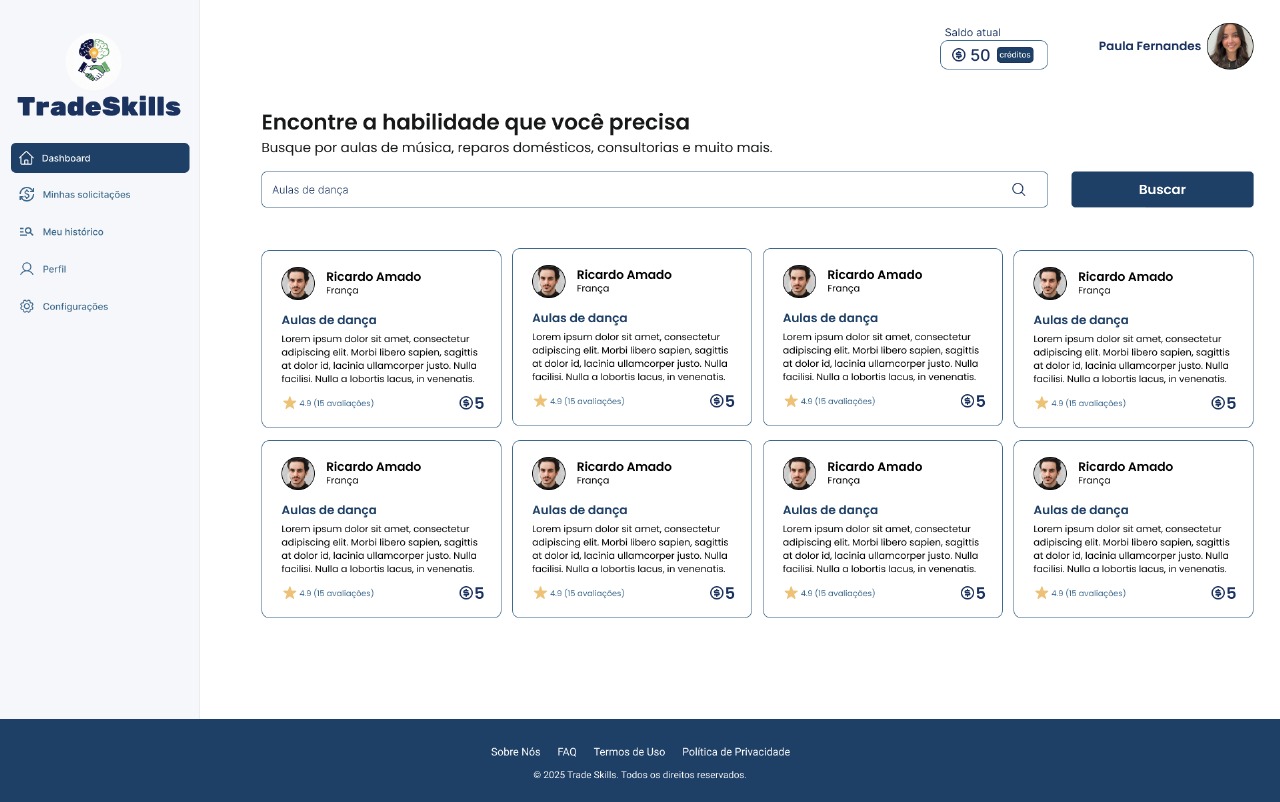 TradeSkills
Dashboard
Minhas solicitações
Meu histórico
Perfil
Configurações
Saldo atual
50 créditos
Paula Fernandes
Encontre a habilidade que você precisa
Busque por aulas de música, reparos domésticos, consultorias e muito mais.
Aulas de dança
Buscar
Ricardo Amado
França
Aulas de dança
Lorem ipsum dolor sit amet, consectetur
adipiscing elit. Morbi libero sapien, sagittis
at dolor id, lacinia ullamcorper justo. Nulla
facilisi. Nulla a lobortis lacus, in venenatis.
4.9 (15 avaliações)
5
Ricardo Amado
França
Aulas de dança
Lorem ipsum dolor sit amet, consectetur
adipiscing elit. Morbi libero sapien, sagittis
at dolor id, lacinia ullamcorper justo. Nulla
facilisi. Nulla a lobortis lacus, in venenatis.
4.9 (15 avaliações)
5
Ricardo Amado
França
Aulas de dança
Lorem ipsum dolor sit amet, consectetur
adipiscing elit. Morbi libero sapien, sagittis
at dolor id, lacinia ullamcorper justo. Nulla
facilisi. Nulla a lobortis lacus, in venenatis.
4.9 (15 avaliações)
5
Ricardo Amado
França
Aulas de dança
Lorem ipsum dolor sit amet, consectetur
adipiscing elit. Morbi libero sapien, sagittis
at dolor id, lacinia ullamcorper justo. Nulla
facilisi. Nulla a lobortis lacus, in venenatis.
4.9 (15 avaliações)
5
Ricardo Amado
França
Aulas de dança
Lorem ipsum dolor sit amet, consectetur
adipiscing elit. Morbi libero sapien, sagittis
at dolor id, lacinia ullamcorper justo. Nulla
facilisi. Nulla a lobortis lacus, in venenatis.
4.9 (15 avaliações)
5
Ricardo Amado
França
Aulas de dança
Lorem ipsum dolor sit amet, consectetur
adipiscing elit. Morbi libero sapien, sagittis
at dolor id, lacinia ullamcorper justo. Nulla
facilisi. Nulla a lobortis lacus, in venenatis.
4.9 (15 avaliações)
5
Ricardo Amado
França
Aulas de dança
Lorem ipsum dolor sit amet, consectetur
adipiscing elit. Morbi libero sapien, sagittis
at dolor id, lacinia ullamcorper justo. Nulla
facilisi. Nulla a lobortis lacus, in venenatis.
4.9 (15 avaliações)
5
Ricardo Amado
França
Aulas de dança
Lorem ipsum dolor sit amet, consectetur
adipiscing elit. Morbi libero sapien, sagittis
at dolor id, lacinia ullamcorper justo. Nulla
facilisi. Nulla a lobortis lacus, in venenatis.
4.9 (15 avaliações)
5
Sobre Nós FAQ Termos de Uso Política de Privacidade
© 2025 Trade Skills. Todos os direitos reservados.